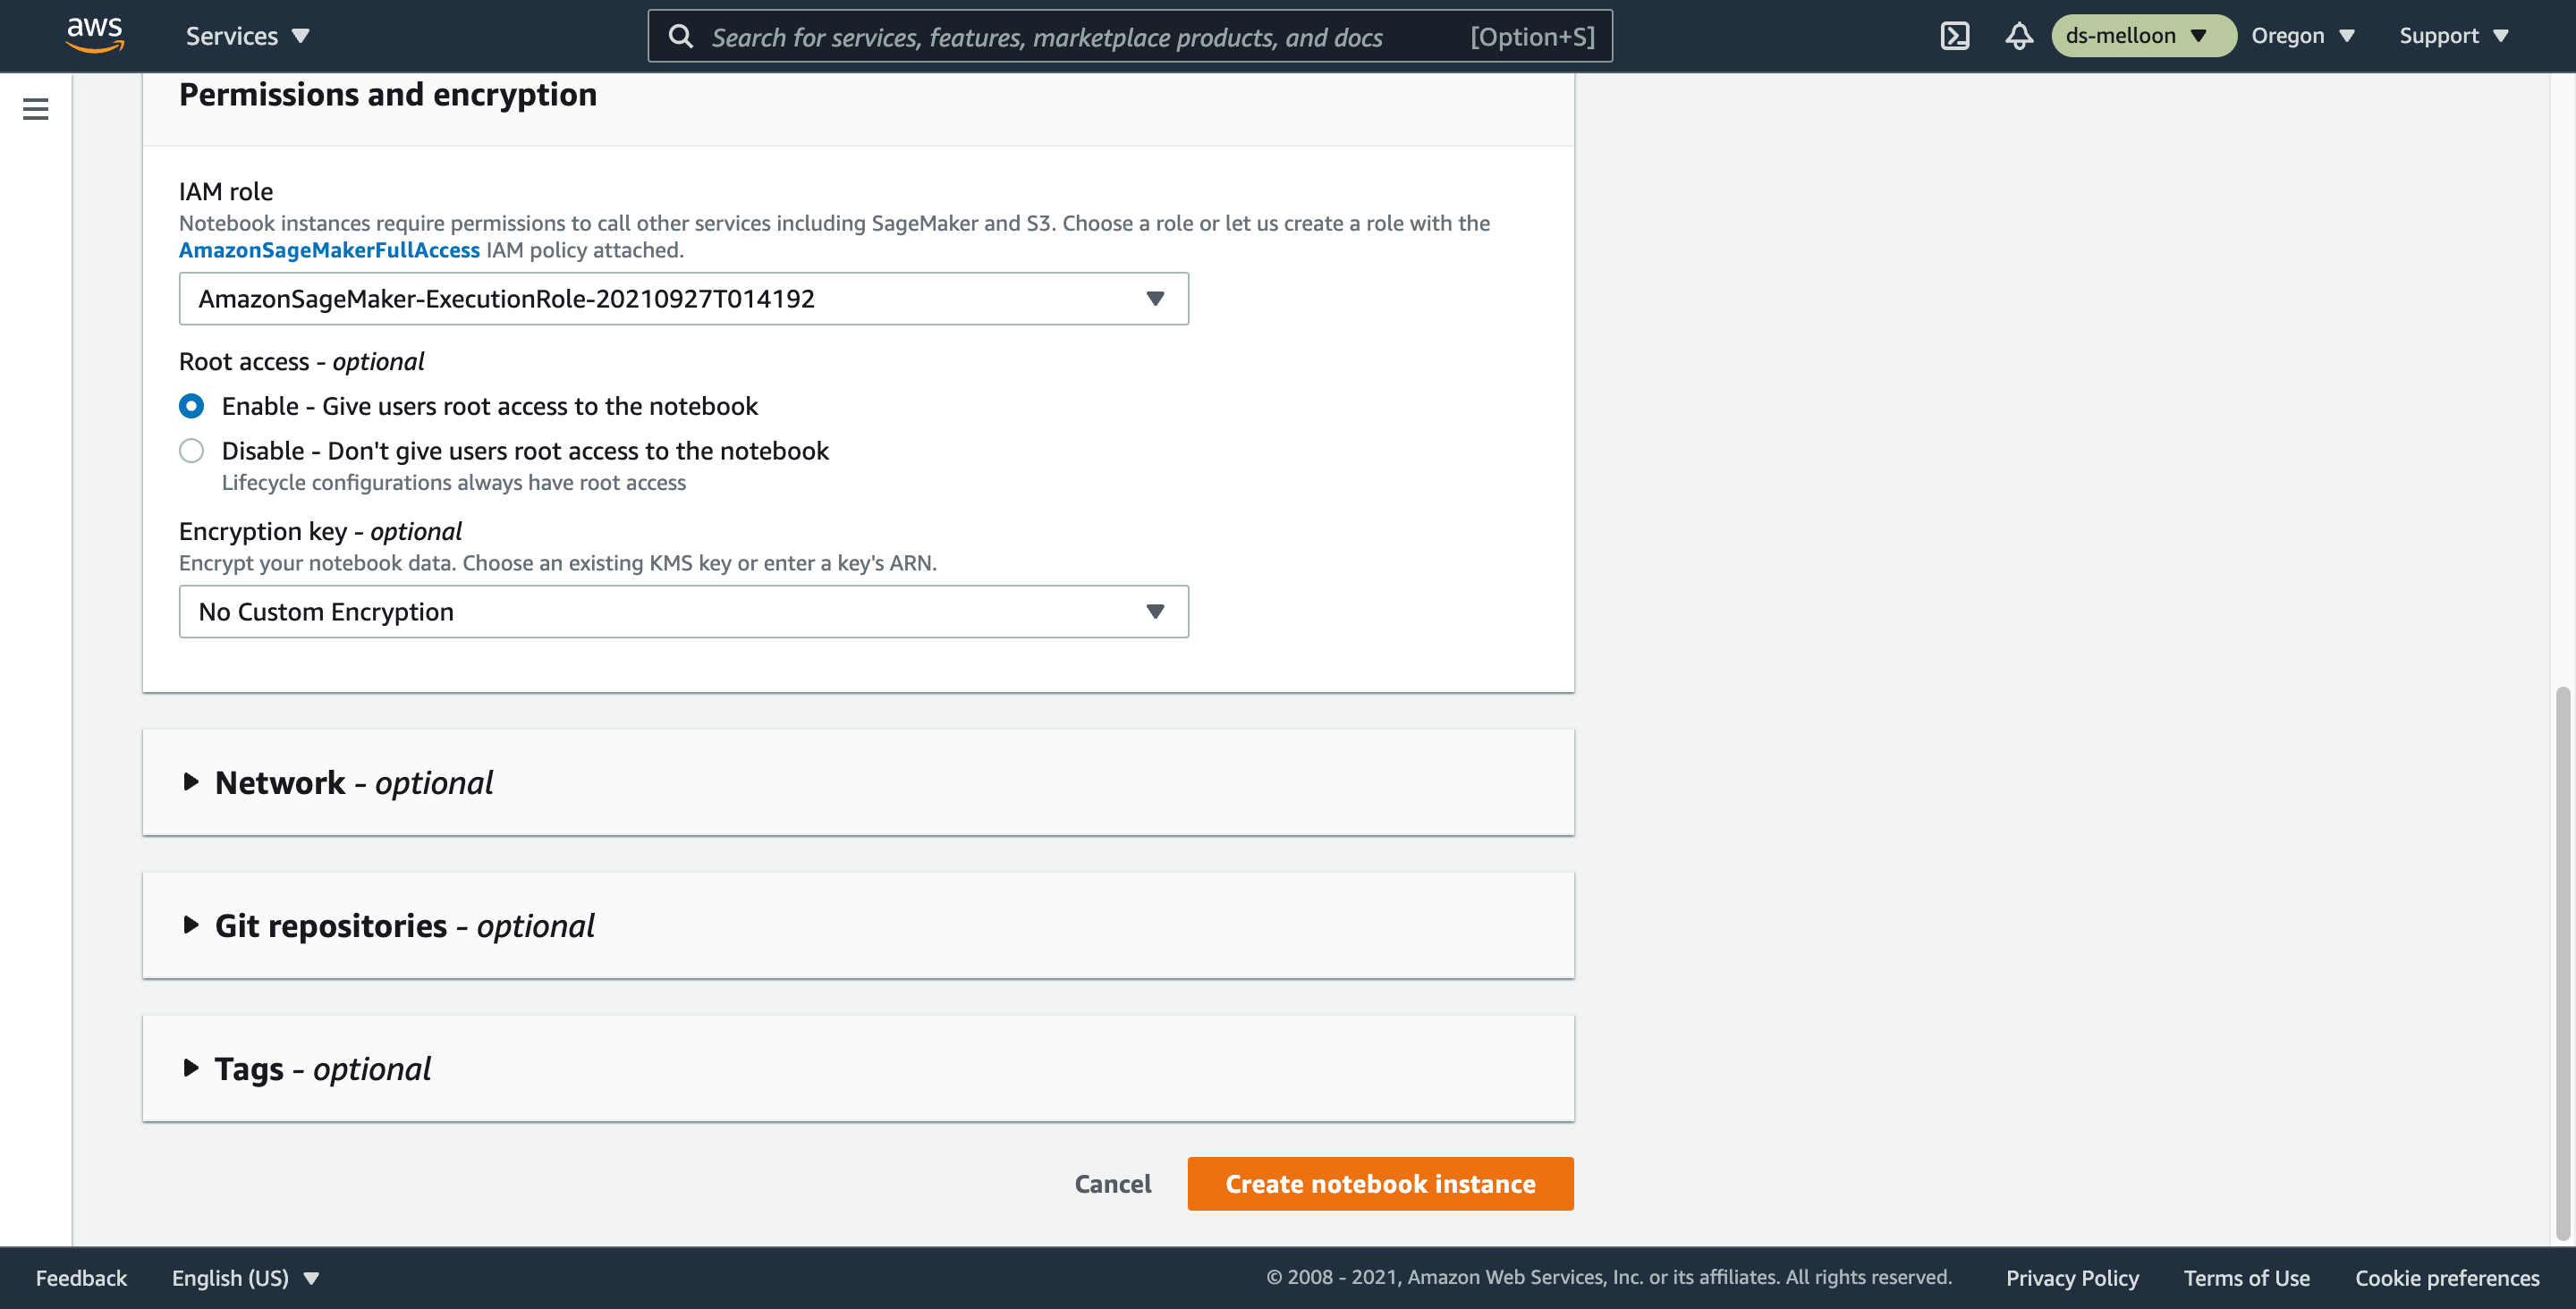 aws
Services
Search for services, features, marketplace products, and docs
[Option+S]
ds-melloon
Oregon
Support
Permissions and encryption
IAM role
Notebook instances require permissions to call other services including SageMaker and S3. Choose a role or let us create a role with the
AmazonSageMakerFullAccess IAM policy attached.
AmazonSageMaker-ExecutionRole-20210927T014192
Root access - optional
Enable - Give users root access to the notebook
Disable - Don't give users root access to the notebook
Lifecycle configurations always have root access
Encryption key - optional
Encrypt your notebook data. Choose an existing KMS key or enter a key's ARN.
No Custom Encryption
Network - optional
Git repositories - optional
Tags - optional
Cancel
Create notebook instance
Feedback
English (US)
© 2008 - 2021, Amazon Web Services, Inc. or its affiliates. All rights reserved.
Privacy Policy
Terms of Use
Cookie preferences